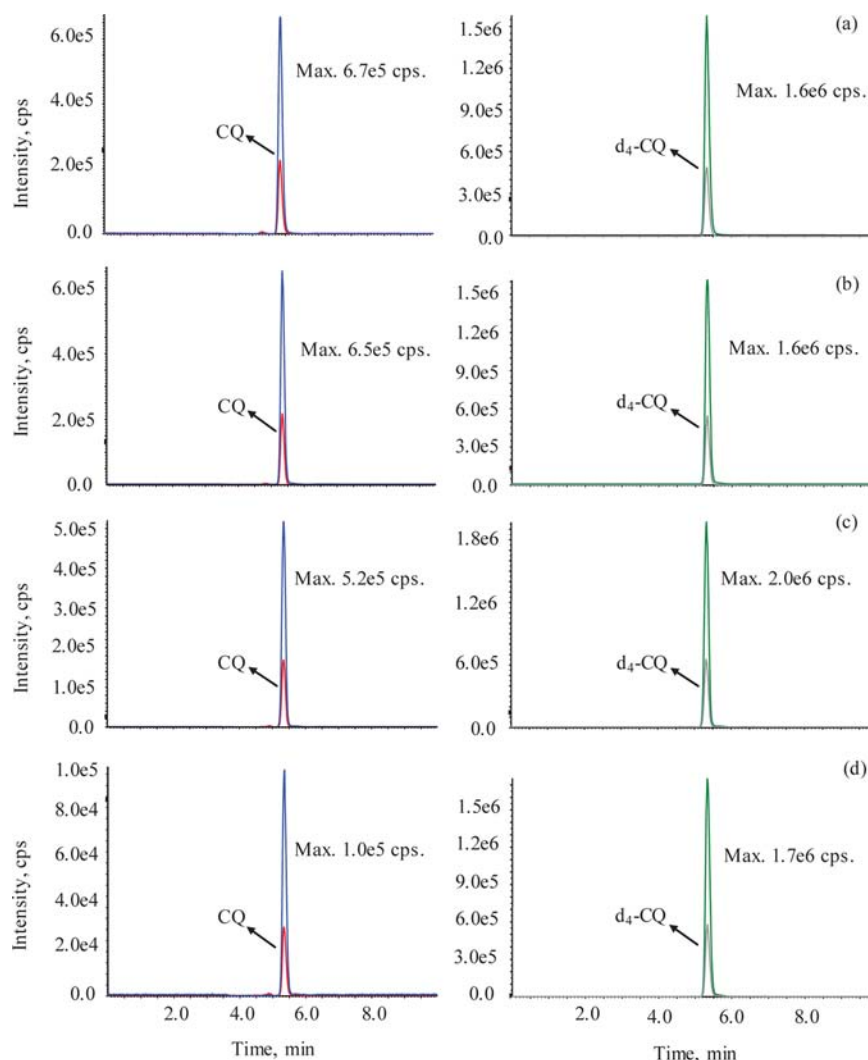 (a)
6.0e5
4.0e5
2.0e5
0.0
Intensity, cps
Max. 6.7e5 cps.
CQ
1.5e6
1.2e6
9.0e5
6.0e5
3.0e5
0.0
Max. 1.6e6 cps.
d₄-CQ
(b)
6.0e5
4.0e5
2.0e5
0.0
Intensity, cps
Max. 6.5e5 cps.
CQ
1.5e6
1.2e6
9.0e5
6.0e5
3.0e5
0.0
Max. 1.6e6 cps.
d₄-CQ
(c)
5.0e5
4.0e5
3.0e5
2.0e5
1.0e5
0.0
Intensity, cps
Max. 5.2e5 cps.
CQ
1.8e6
1.2e6
6.0e5
0.0
Max. 2.0e6 cps.
d₄-CQ
(d)
1.0e5
8.0e4
6.0e4
4.0e4
2.0e4
0.0
Intensity, cps
Max. 1.0e5 cps.
CQ
1.5e6
1.2e6
9.0e5
6.0e5
3.0e5
0.0
Max. 1.7e6 cps.
d₄-CQ
2.0 4.0 6.0 8.0
Time, min
2.0 4.0 6.0 8.0
Time, min